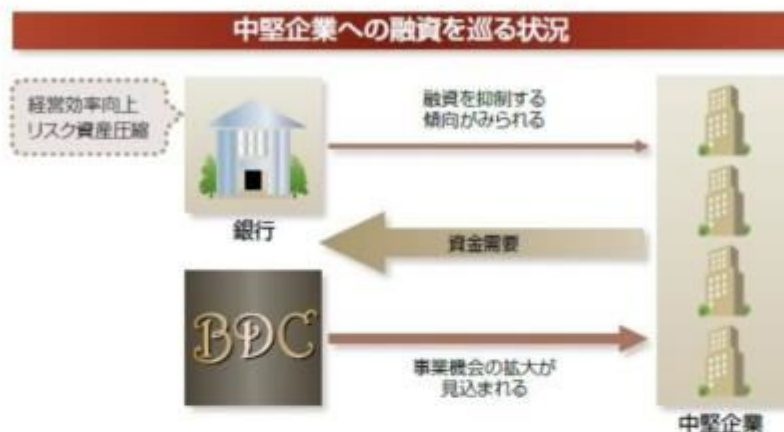 中堅企業への融資を巡る状況
経営効率向上
リスク資産圧縮
融資を抑制する
傾向がみられる
銀行
資金需要
BDC
事業機会の拡大が
見込まれる
中堅企業